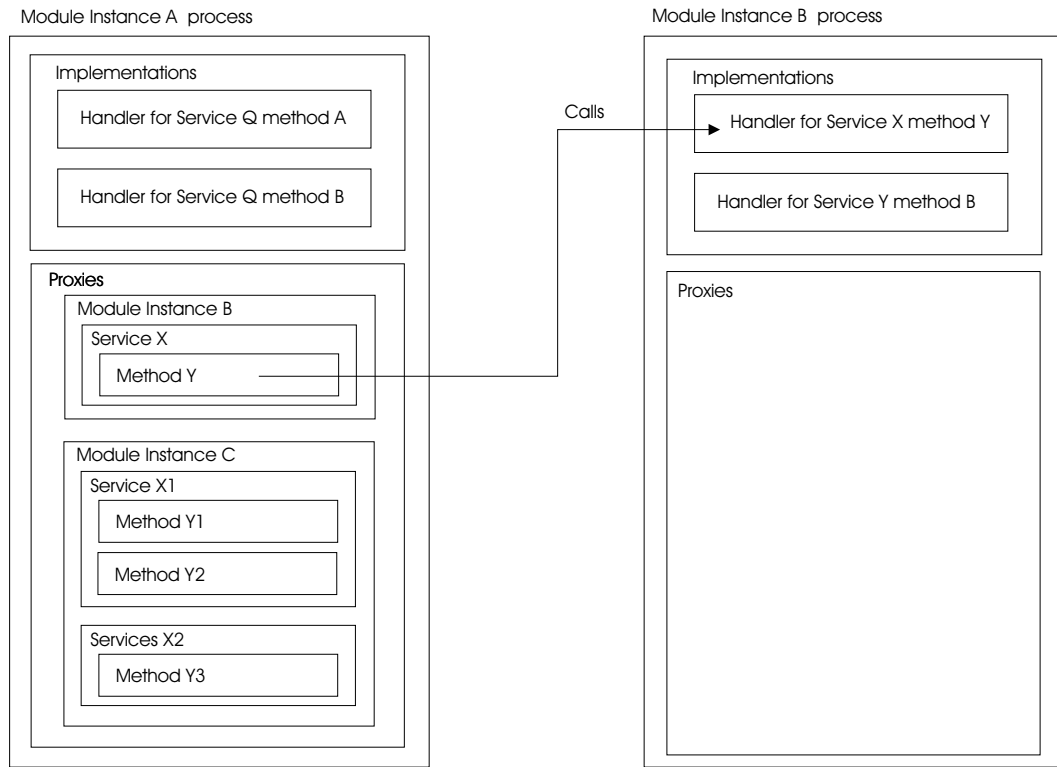 Module Instance A process
Implementations
Handler for Service Q method A
Handler for Service Q method B
Proxies
Module Instance B
Service X
Method Y
Module Instance C
Service X1
Method Y1
Method Y2
Services X2
Method Y3
Calls
Module Instance B process
Implementations
Handler for Service X method Y
Handler for Service Y method B
Proxies